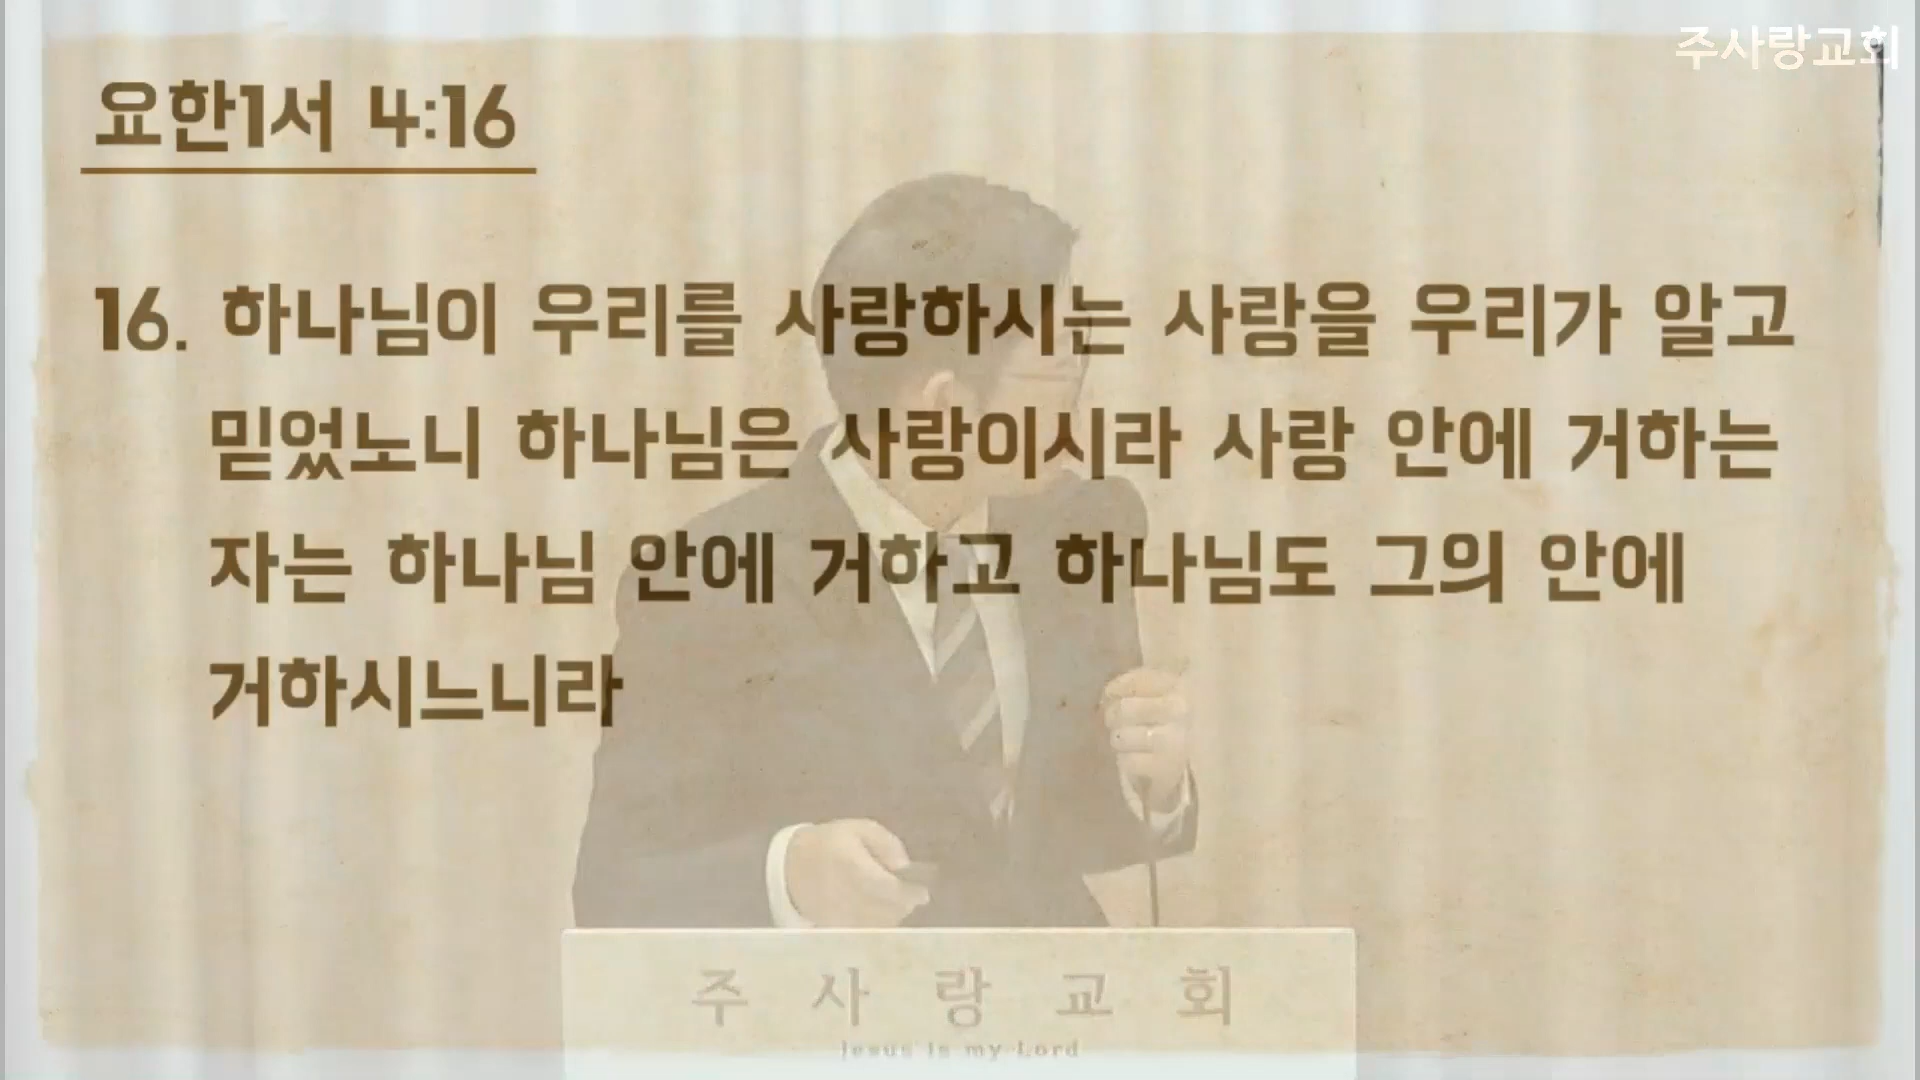 주사랑교회
요한1서 4:16
16. 하나님이 우리를 사랑하시는 사랑을 우리가 알고
믿었노니 하나님은 사랑이시라 사랑 안에 거하는
자는 하나님 안에 거하고 하나님도 그의 안에
거하시느니라
주 사 랑 교 회
Jesus is my Lord